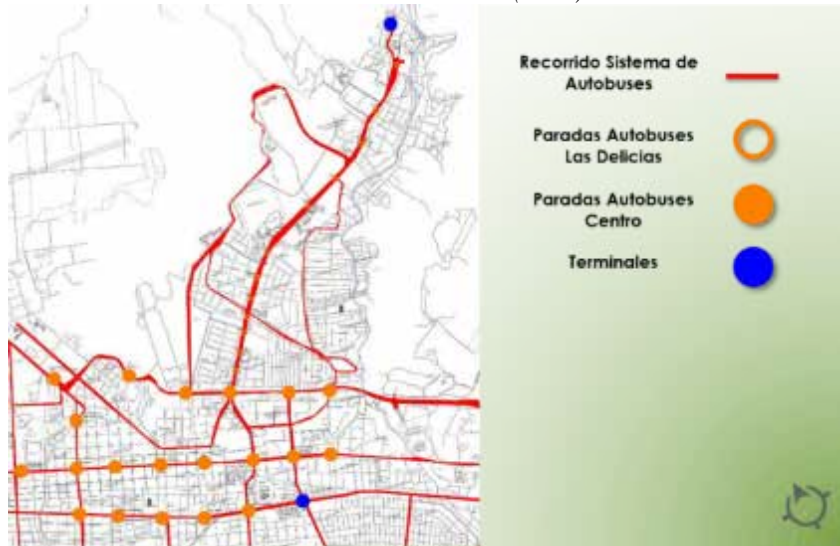 Recorrido Sistema de
Autobuses
Paradas Autobuses
Las Delicias
Paradas Autobuses
Centro
Terminales